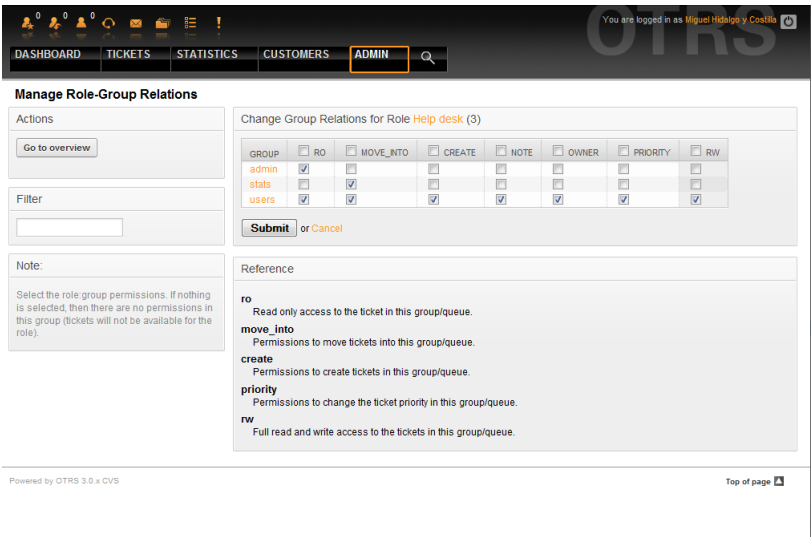 0 0 0
You are logged in as Miguel Hidalgo y Costilla
OTRS
DASHBOARD TICKETS STATISTICS CUSTOMERS ADMIN
Manage Role-Group Relations
Actions
Go to overview
Filter
Note:
Select the role:group permissions. If nothing
is selected, then there are no permissions in
this group (tickets will not be available for the
role).
Change Group Relations for Role Help desk (3)
GROUP RO MOVE_INTO CREATE NOTE OWNER PRIORITY RW
admin
stats
users
Submit or Cancel
Reference
ro
Read only access to the ticket in this group/queue.
move_into
Permissions to move tickets into this group/queue.
create
Permissions to create tickets in this group/queue.
priority
Permissions to change the ticket priority in this group/queue.
rw
Full read and write access to the tickets in this group/queue.
Powered by OTRS 3.0.x CVS
Top of page